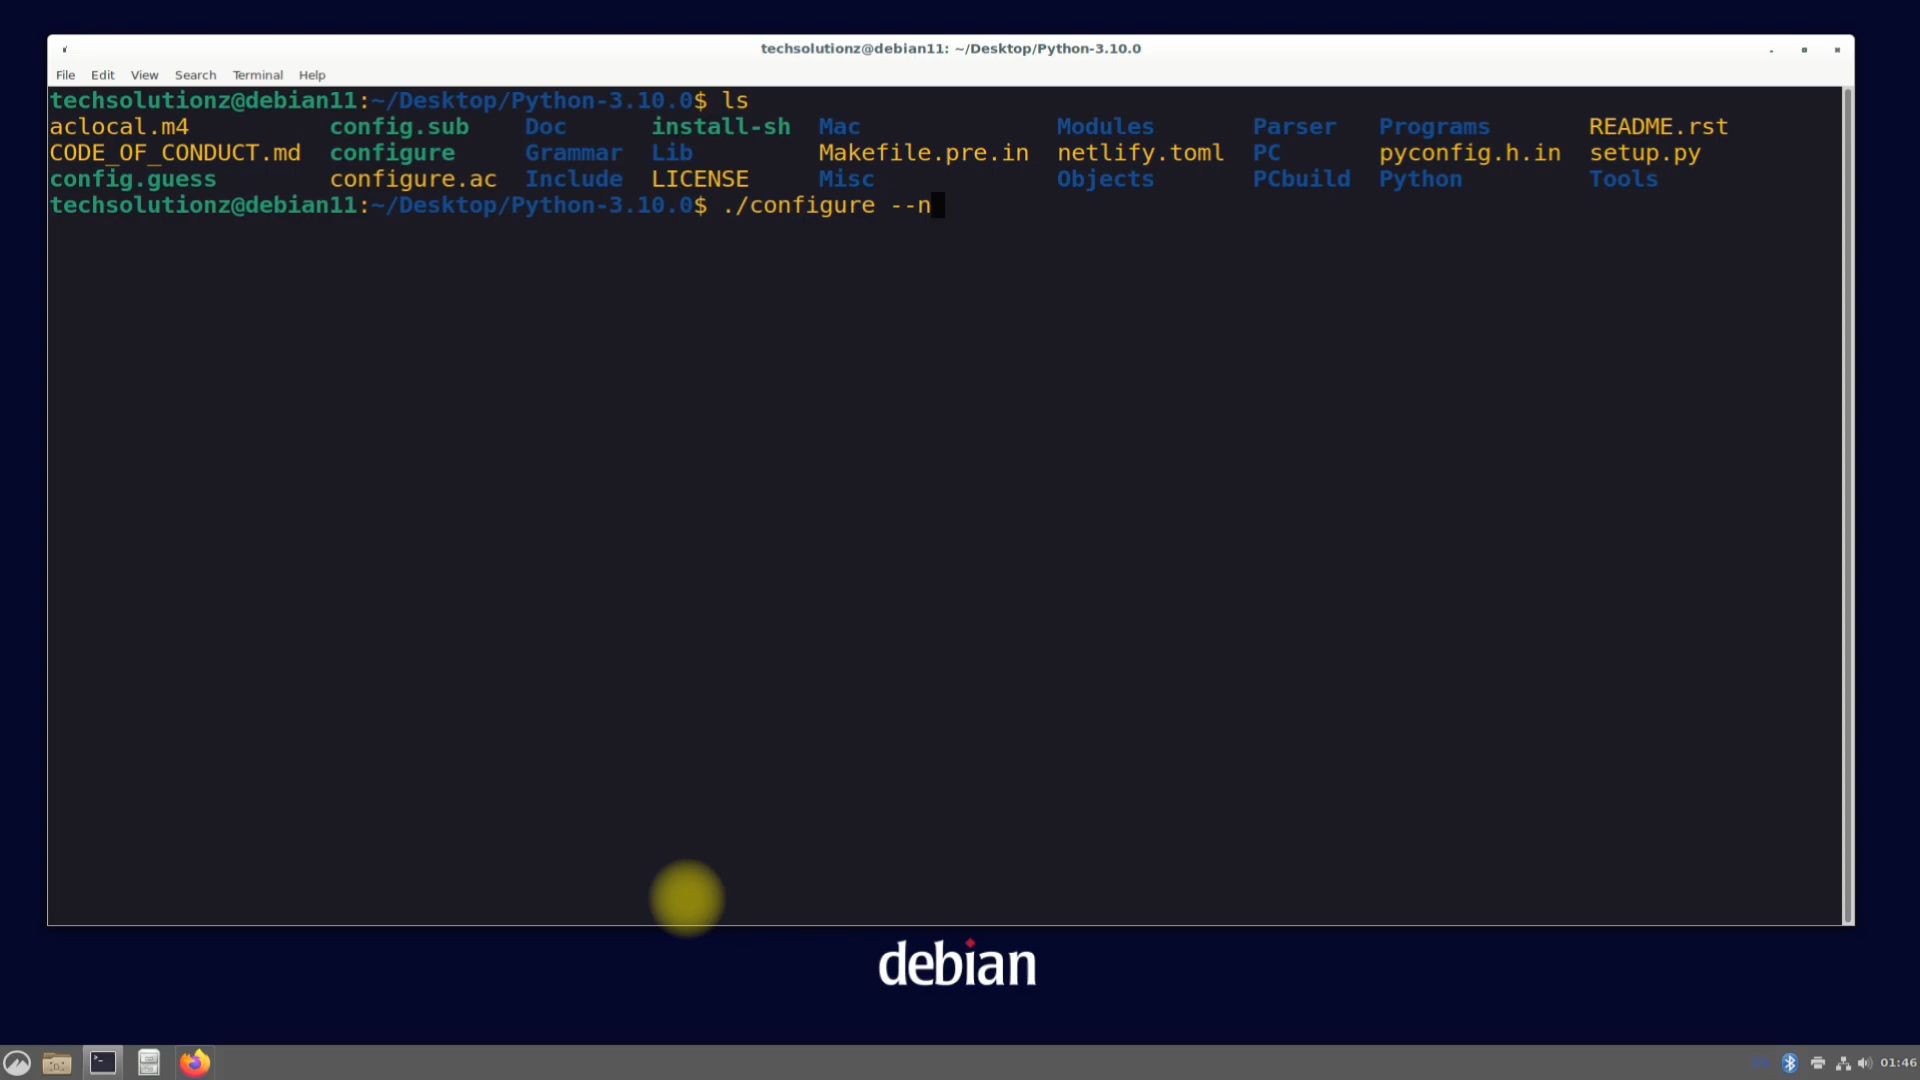 techsolutionz@debian11: ~/Desktop/Python-3.10.0
File Edit View Search Terminal Help
techsolutionz@debian11:~/Desktop/Python-3.10.0$ ls
aclocal.m4 config.sub Doc install-sh Mac Modules Parser Programs README.rst
CODE_OF_CONDUCT.md configure Grammar Lib Makefile.pre.in netlify.toml PC pyconfig.h.in setup.py
config.guess configure.ac Include LICENSE Misc Objects PCbuild Python Tools
techsolutionz@debian11:~/Desktop/Python-3.10.0$ ./configure --n
debian
01:46